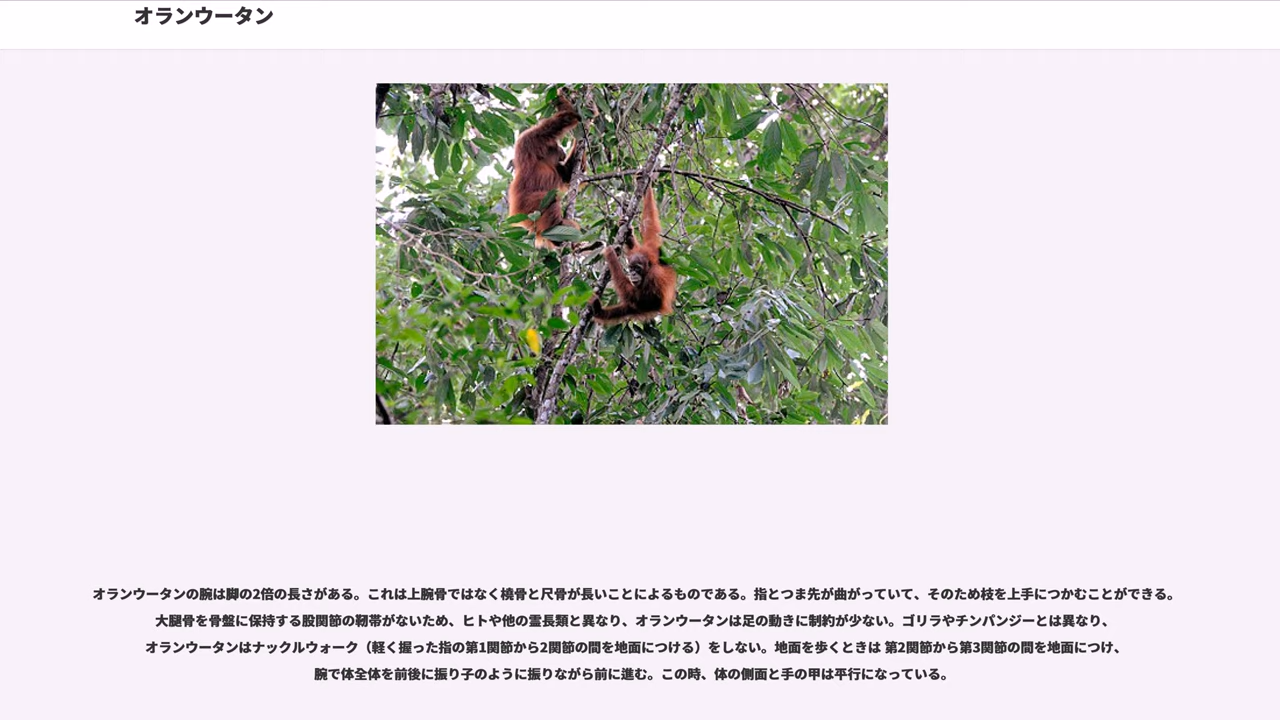 オランウータン
オランウータンの腕は脚の2倍の長さがある。これは上腕骨ではなく橈骨と尺骨が長いことによるものである。指とつま先が曲がっていて、そのため枝を上手につかむことができる。
大腿骨を骨盤に保持する股関節の靭帯がないため、ヒトや他の霊長類と異なり、オランウータンは足の動きに制約が少ない。ゴリラやチンパンジーとは異なり、
オランウータンはナックルウォーク（軽く握った指の第1関節から2関節の間を地面につける）をしない。地面を歩くときは 第2関節から第3関節の間を地面につけ、
腕で体全体を前後に振り子のように振りながら前に進む。この時、体の側面と手の甲は平行になっている。